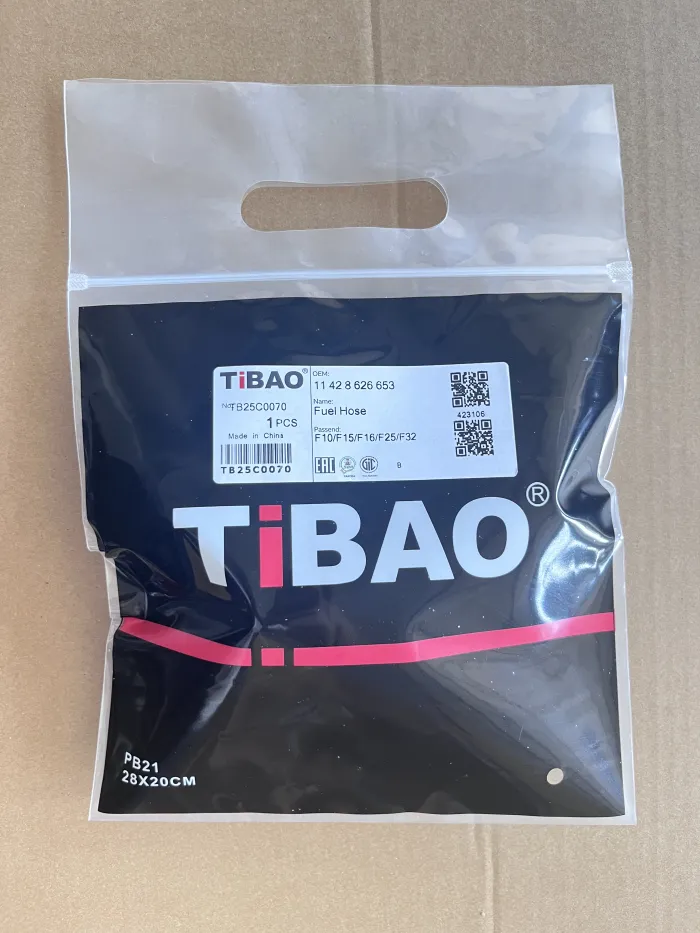 TiBAO®
No:TB25C0070
1 PCS
Made in China
TB25C0070
OEM:
11 42 8 626 653
Name:
Fuel Hose
Passend:
F10/F15/F16/F25/F32
EAC
GTC
B
423106
TiBAO®
PB21
28X20CM